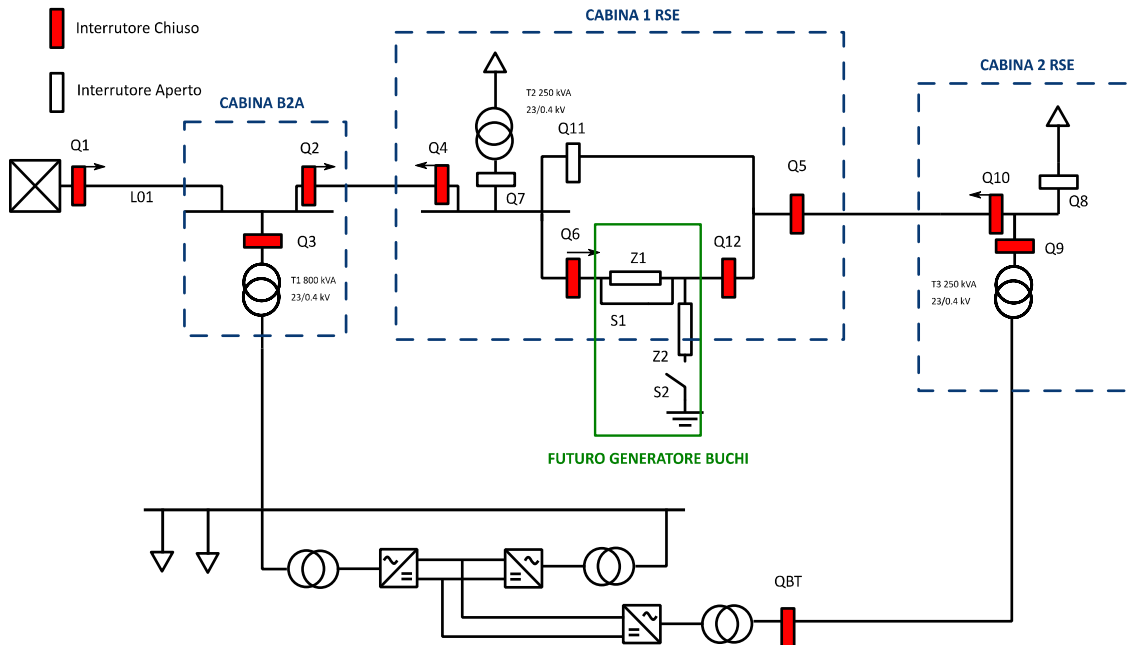 Interrutore Chiuso
Interrutore Aperto
CABINA B2A
CABINA 1 RSE
CABINA 2 RSE
T2 250 kVA
23/0.4 kV
Q1
Q2
Q4
Q7
Q11
Q5
Q10
Q8
L01
Q3
T1 800 kVA
23/0.4 kV
Q6
Z1
Q12
Q9
T3 250 kVA
23/0.4 kV
S1
Z2
S2
FUTURO GENERATORE BUCHI
QBT